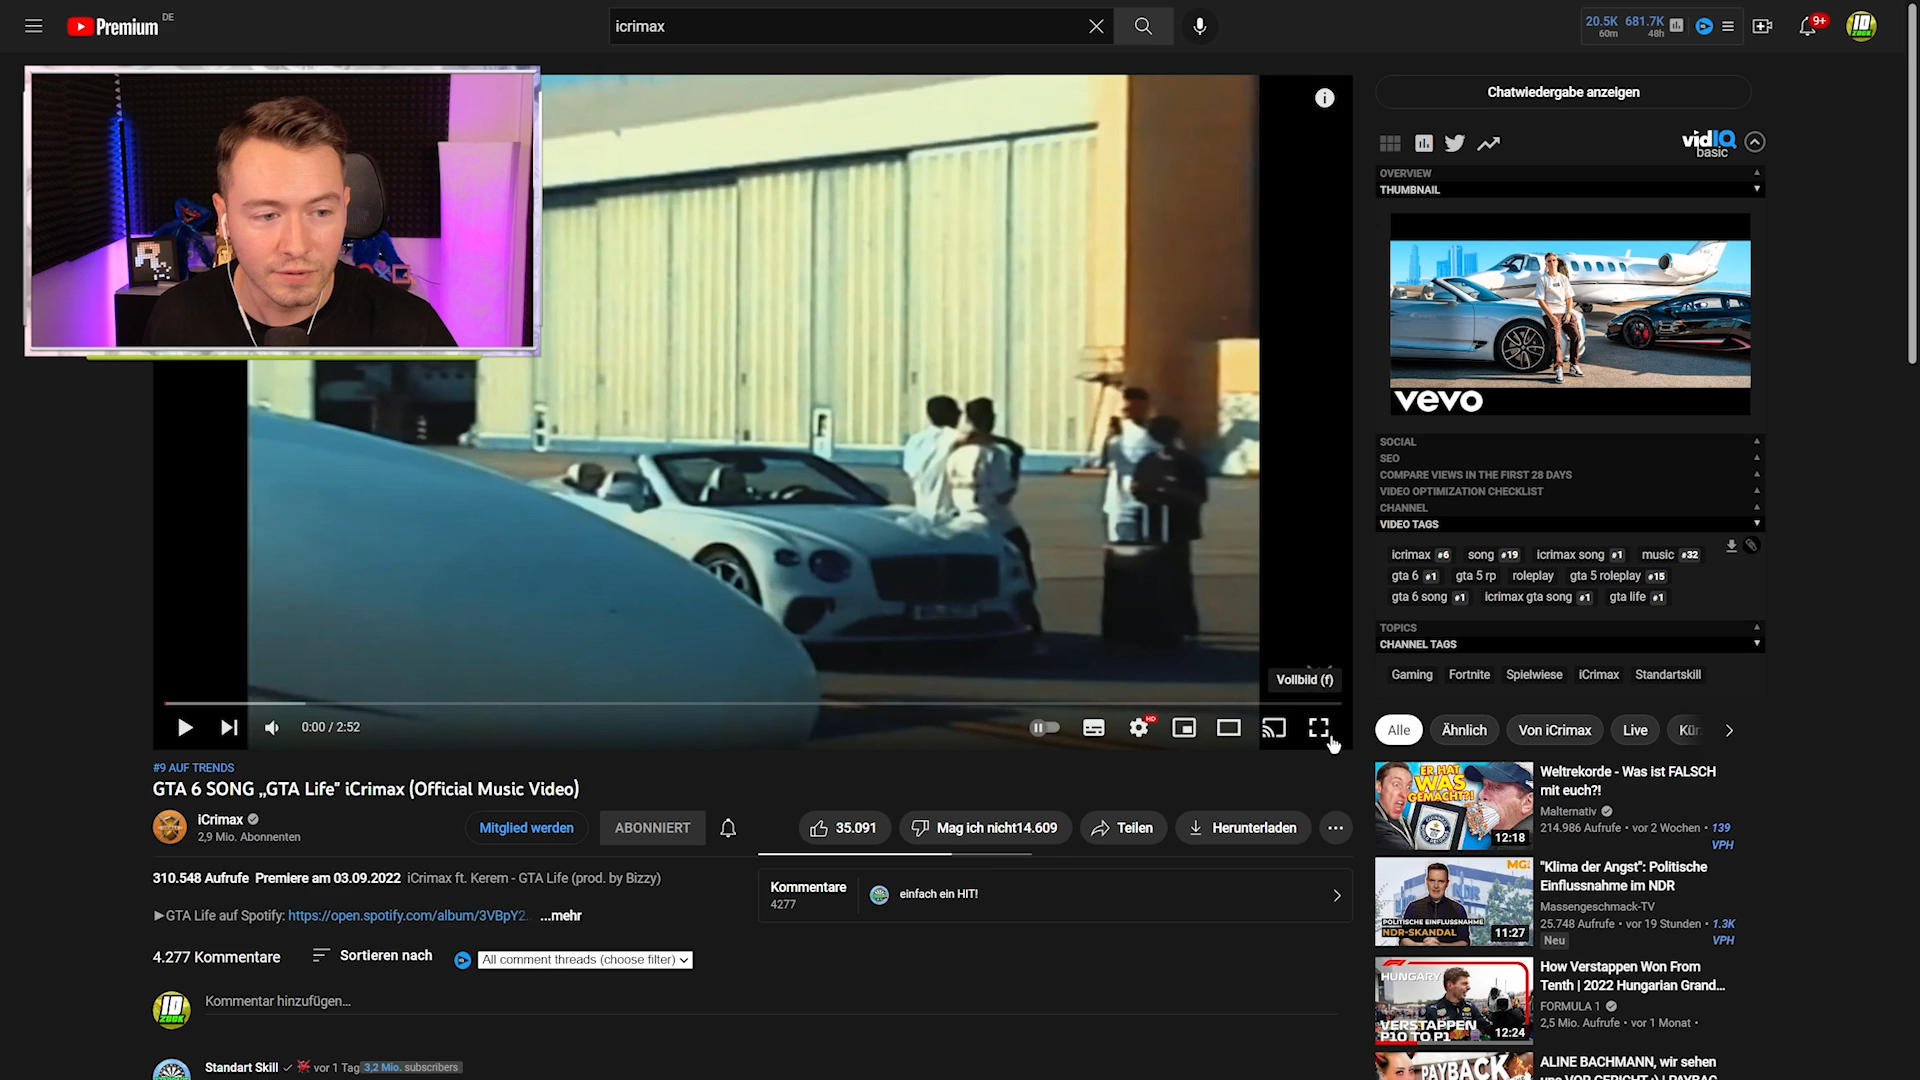 Premium DE
icrimax
20.5K 681.7K
60m 48h
9+
ID
ZOCK
Chatwiedergabe anzeigen
vidIQ
basic
OVERVIEW
THUMBNAIL
vevo
SOCIAL
SEO
COMPARE VIEWS IN THE FIRST 28 DAYS
VIDEO OPTIMIZATION CHECKLIST
CHANNEL
VIDEO TAGS
icrimax #6 song #19 icrimax song #1 music #32
gta 6 #1 gta 5 rp roleplay gta 5 roleplay #15
gta 6 song #1 icrimax gta song #1 gta life #1
TOPICS
CHANNEL TAGS
Gaming Fortnite Spielwiese iCrimax Standartskill
Vollbild (f)
0:00 / 2:52
HD
Alle Ähnlich Von iCrimax Live Kür
#9 AUF TRENDS
GTA 6 SONG „GTA Life" iCrimax (Official Music Video)
iCrimax
2,9 Mio. Abonnenten
Mitglied werden
ABONNIERT
35.091
Mag ich nicht14.609
Teilen
Herunterladen
310.548 Aufrufe Premiere am 03.09.2022 iCrimax ft. Kerem - GTA Life (prod. by Bizzy)
▶GTA Life auf Spotify: https://open.spotify.com/album/3VBpY2... ...mehr
Kommentare
4277
einfach ein HIT!
4.277 Kommentare
Sortieren nach
All comment threads (choose filter)
ID
ZOCK
Kommentar hinzufügen...
Standart Skill vor 1 Tag 3,2 Mio. subscribers
ER HAT
WAS
GEMACHT?!
12:18
Weltrekorde - Was ist FALSCH
mit euch?!
Malternativ
214.986 Aufrufe • vor 2 Wochen • 139
VPH
MG!
POLITISCHE EINFLUSSNAHME
NDR-SKANDAL
11:27
"Klima der Angst": Politische
Einflussnahme im NDR
Massengeschmack-TV
25.748 Aufrufe • vor 19 Stunden • 1.3K
VPH
Neu
HUNGARY
VERSTAPPEN
P10 TO P1
12:24
How Verstappen Won From
Tenth | 2022 Hungarian Grand...
FORMULA 1
2,5 Mio. Aufrufe • vor 1 Monat •
PAYBACK
ALINE BACHMANN, wir sehen